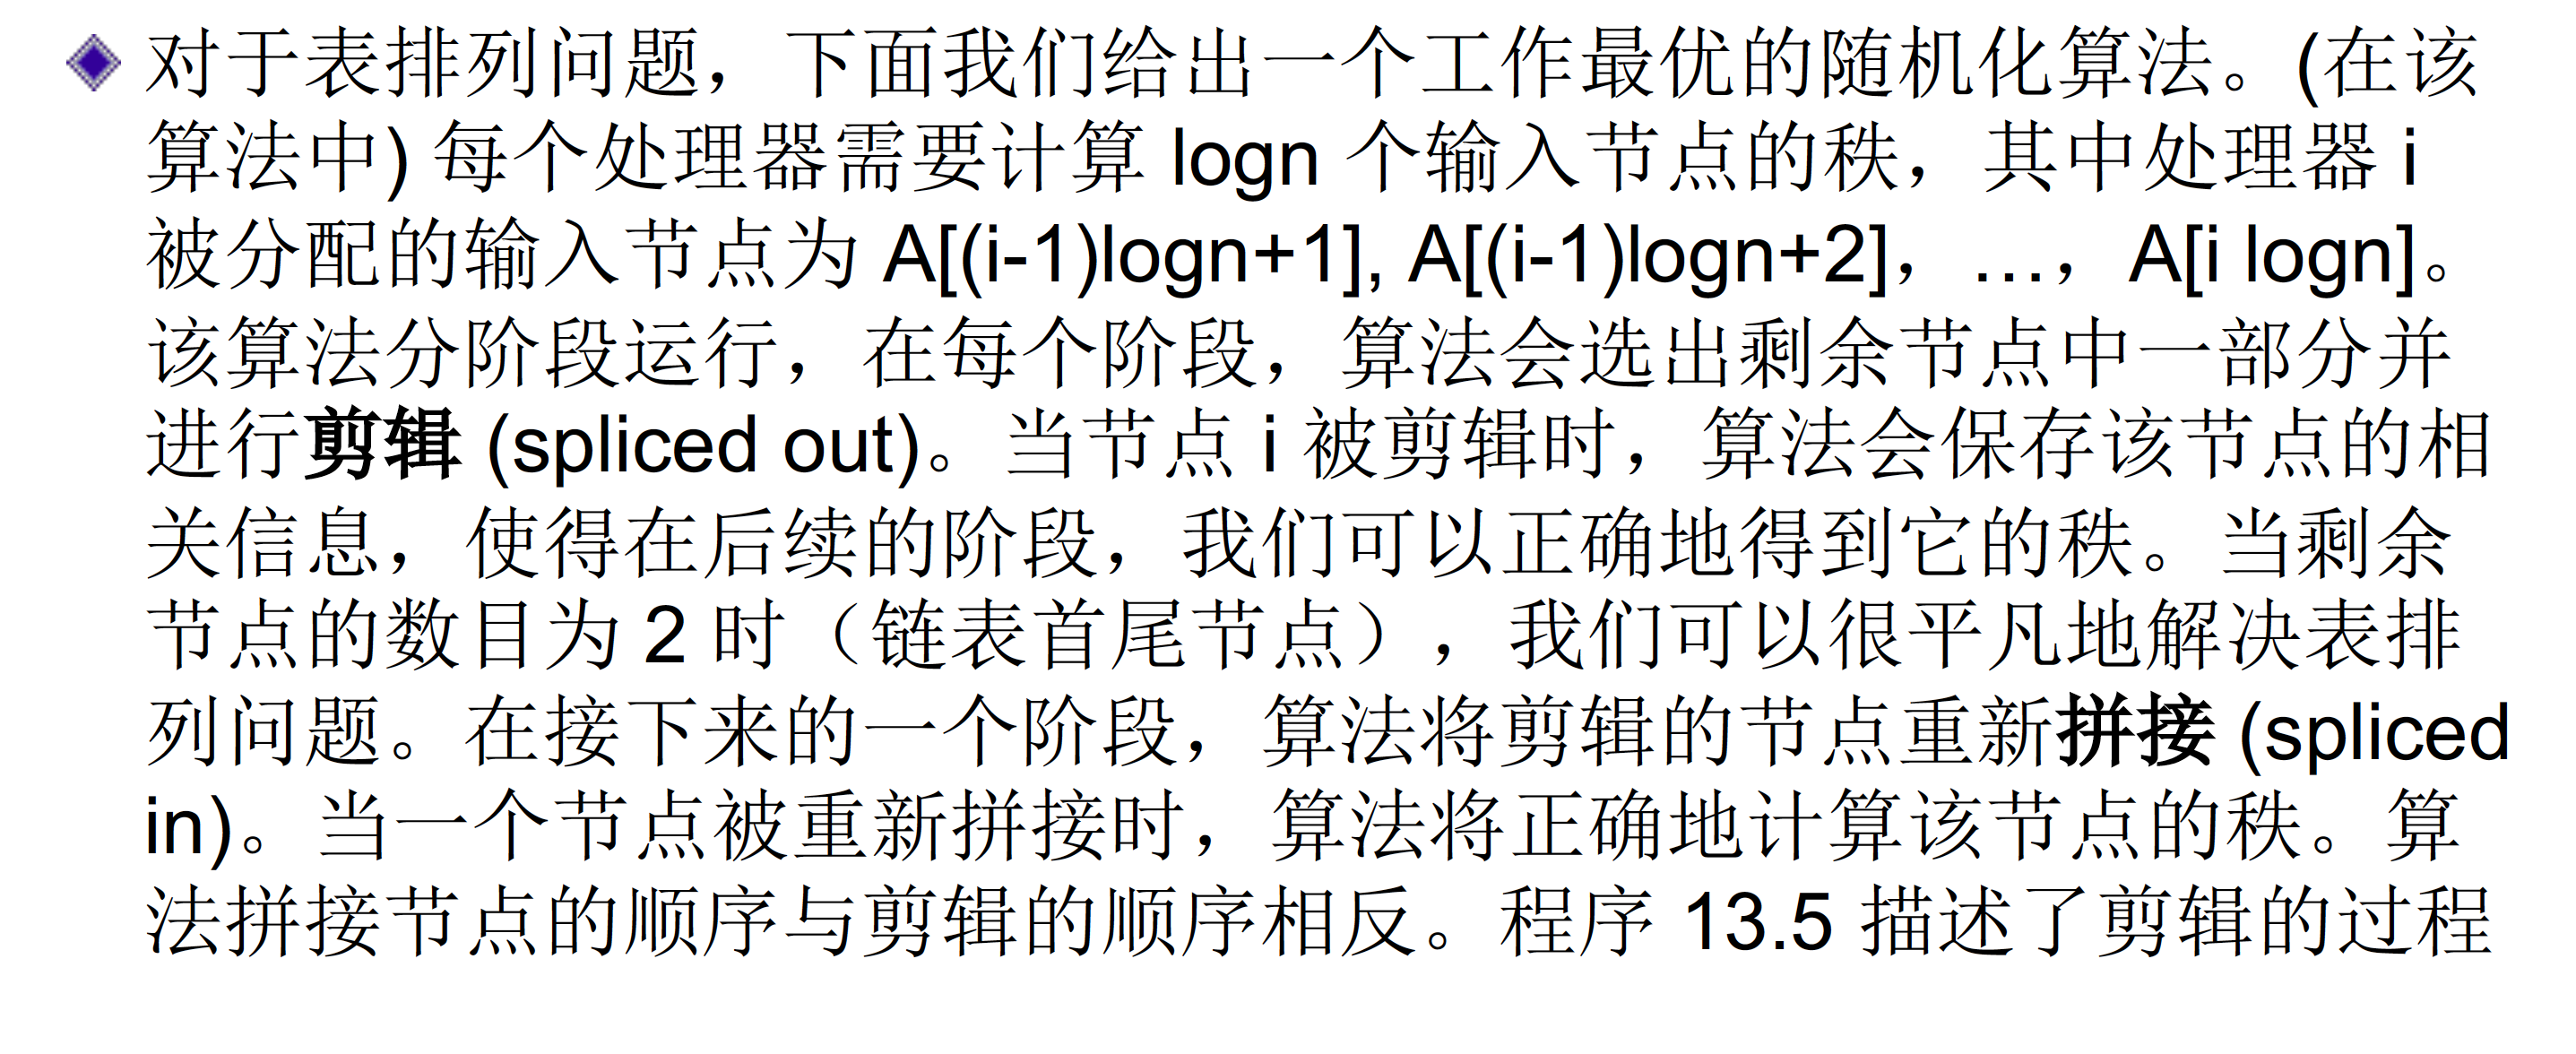 对于表排列问题，下面我们给出一个工作最优的随机化算法。(在该
算法中) 每个处理器需要计算 logn 个输入节点的秩，其中处理器 i
被分配的输入节点为 A[(i-1)logn+1], A[(i-1)logn+2]，…，A[i logn]。
该算法分阶段运行，在每个阶段，算法会选出剩余节点中一部分并
进行剪辑 (spliced out)。当节点 i 被剪辑时，算法会保存该节点的相
关信息，使得在后续的阶段，我们可以正确地得到它的秩。当剩余
节点的数目为 2 时（链表首尾节点），我们可以很平凡地解决表排
列问题。在接下来的一个阶段，算法将剪辑的节点重新拼接 (spliced
in)。当一个节点被重新拼接时，算法将正确地计算该节点的秩。算
法拼接节点的顺序与剪辑的顺序相反。程序 13.5 描述了剪辑的过程